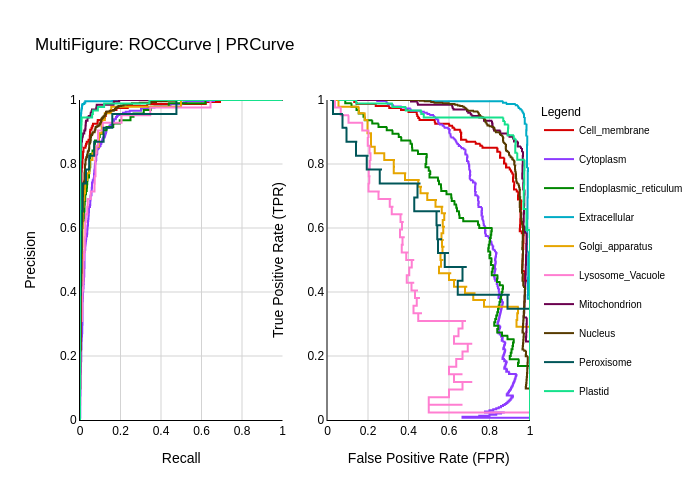 MultiFigure: ROCCurve | PRCurve
Precision
1
0.8
0.6
0.4
0.2
0
0
0.2
0.4
0.6
0.8
1
Recall
True Positive Rate (TPR)
1
0.8
0.6
0.4
0.2
0
0
0.2
0.4
0.6
0.8
1
False Positive Rate (FPR)
Legend
Cell_membrane
Cytoplasm
Endoplasmic_reticulum
Extracellular
Golgi_apparatus
Lysosome_Vacuole
Mitochondrion
Nucleus
Peroxisome
Plastid